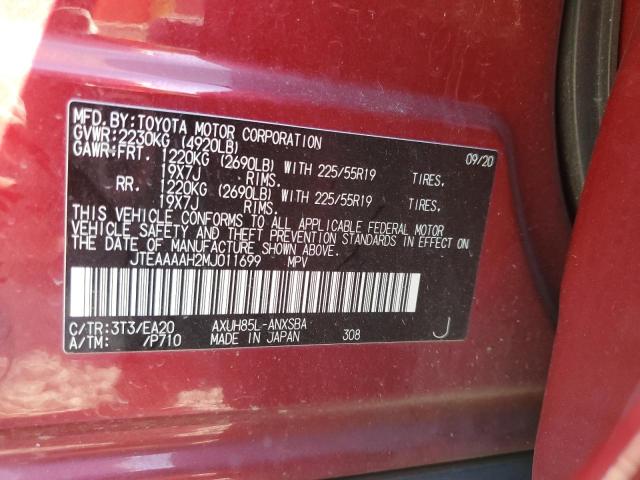 MFD. BY:TOYOTA MOTOR CORPORATION 09/20
GVWR:2230KG (4920LB)
GAWR:FRT. 1220KG (2690LB) WITH 225/55R19 TIRES.
19X7J RIMS.
RR. 1220KG (2690LB) WITH 225/55R19 TIRES.
19X7J RIMS.
THIS VEHICLE CONFORMS TO ALL APPLICABLE FEDERAL MOTOR
VEHICLE SAFETY AND THEFT PREVENTION STANDARDS IN EFFECT ON
THE DATE OF MANUFACTURE SHOWN ABOVE.
JTEAAAAH2MJ011699 MPV
C/TR:3T3/EA20 AXUH85L-ANXSBA
A/TM: /P710 MADE IN JAPAN 308 J